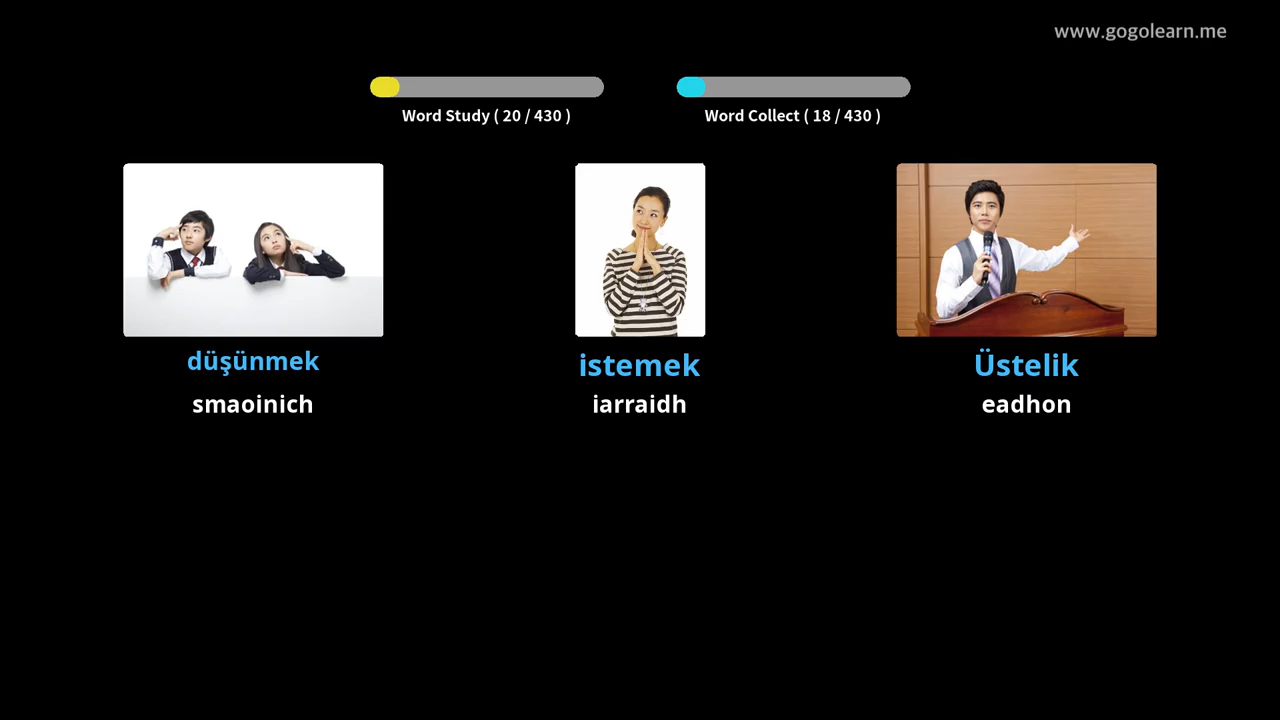 www.gogolearn.me
Word Study ( 20 / 430 )
Word Collect ( 18 / 430 )
düşünmek
istemek
Üstelik
smaoinich
iarraidh
eadhon